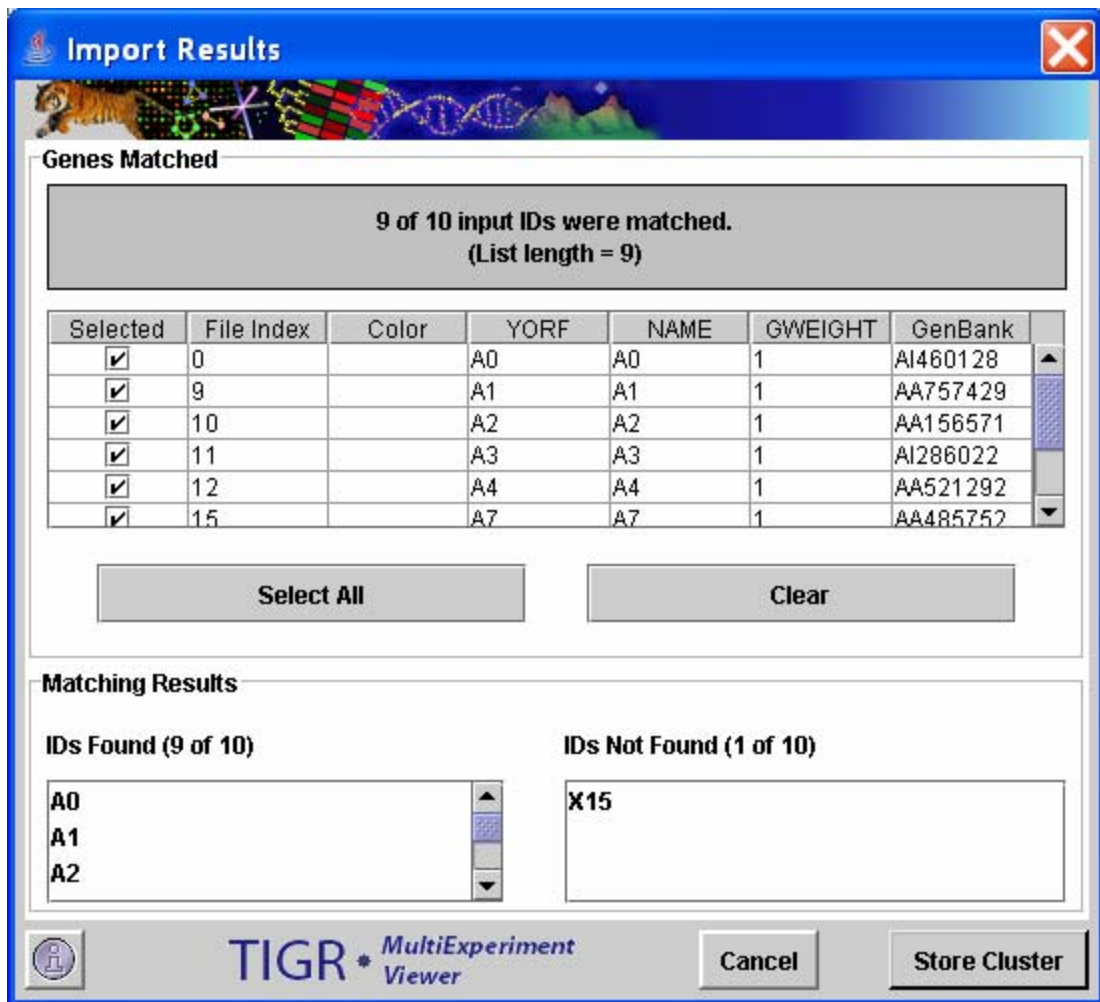 Import Results
Genes Matched
9 of 10 input IDs were matched.
(List length = 9)
Selected File Index Color YORF NAME GWEIGHT GenBank
0 A0 A0 1 AI460128
9 A1 A1 1 AA757429
10 A2 A2 1 AA156571
11 A3 A3 1 AI286022
12 A4 A4 1 AA521292
15 A7 A7 1 AA485752
Select All Clear
Matching Results
IDs Found (9 of 10) IDs Not Found (1 of 10)
A0 X15
A1
A2
TIGR * MultiExperiment
Viewer
Cancel Store Cluster